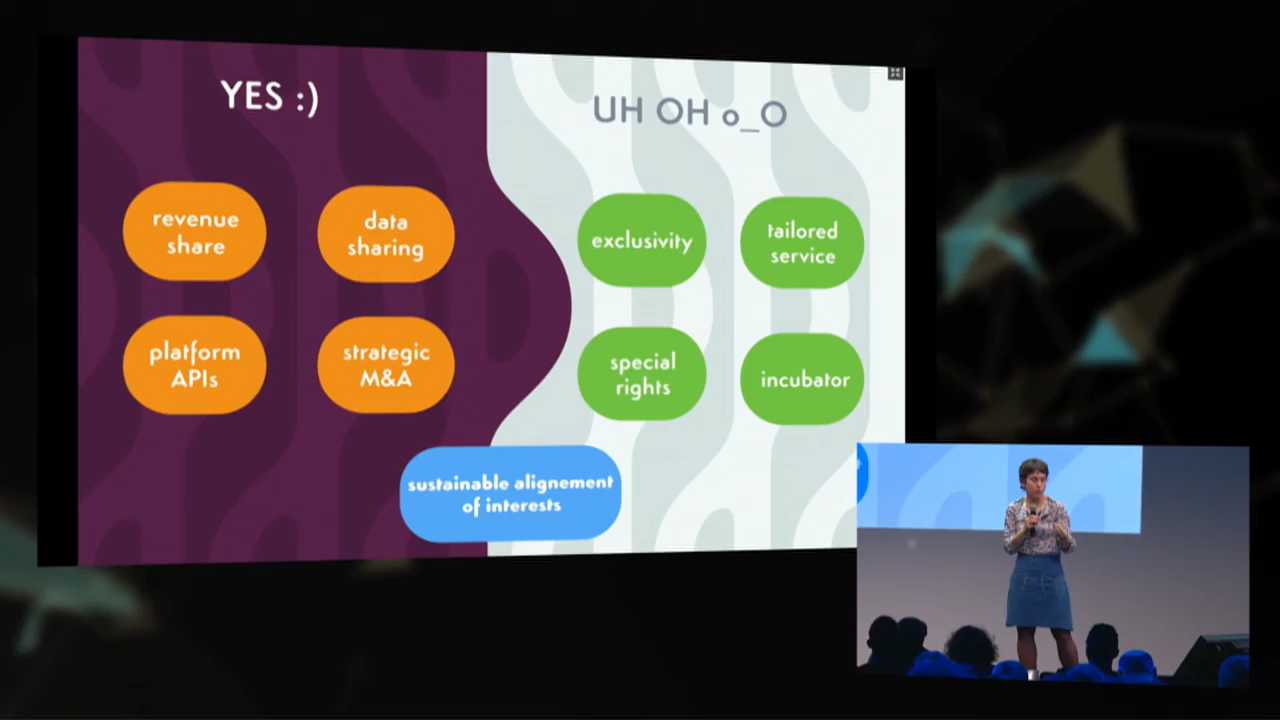 YES :)
UH OH o_O
revenue
share
data
sharing
exclusivity
tailored
service
platform
APIs
strategic
M&A
special
rights
incubator
sustainable alignement
of interests